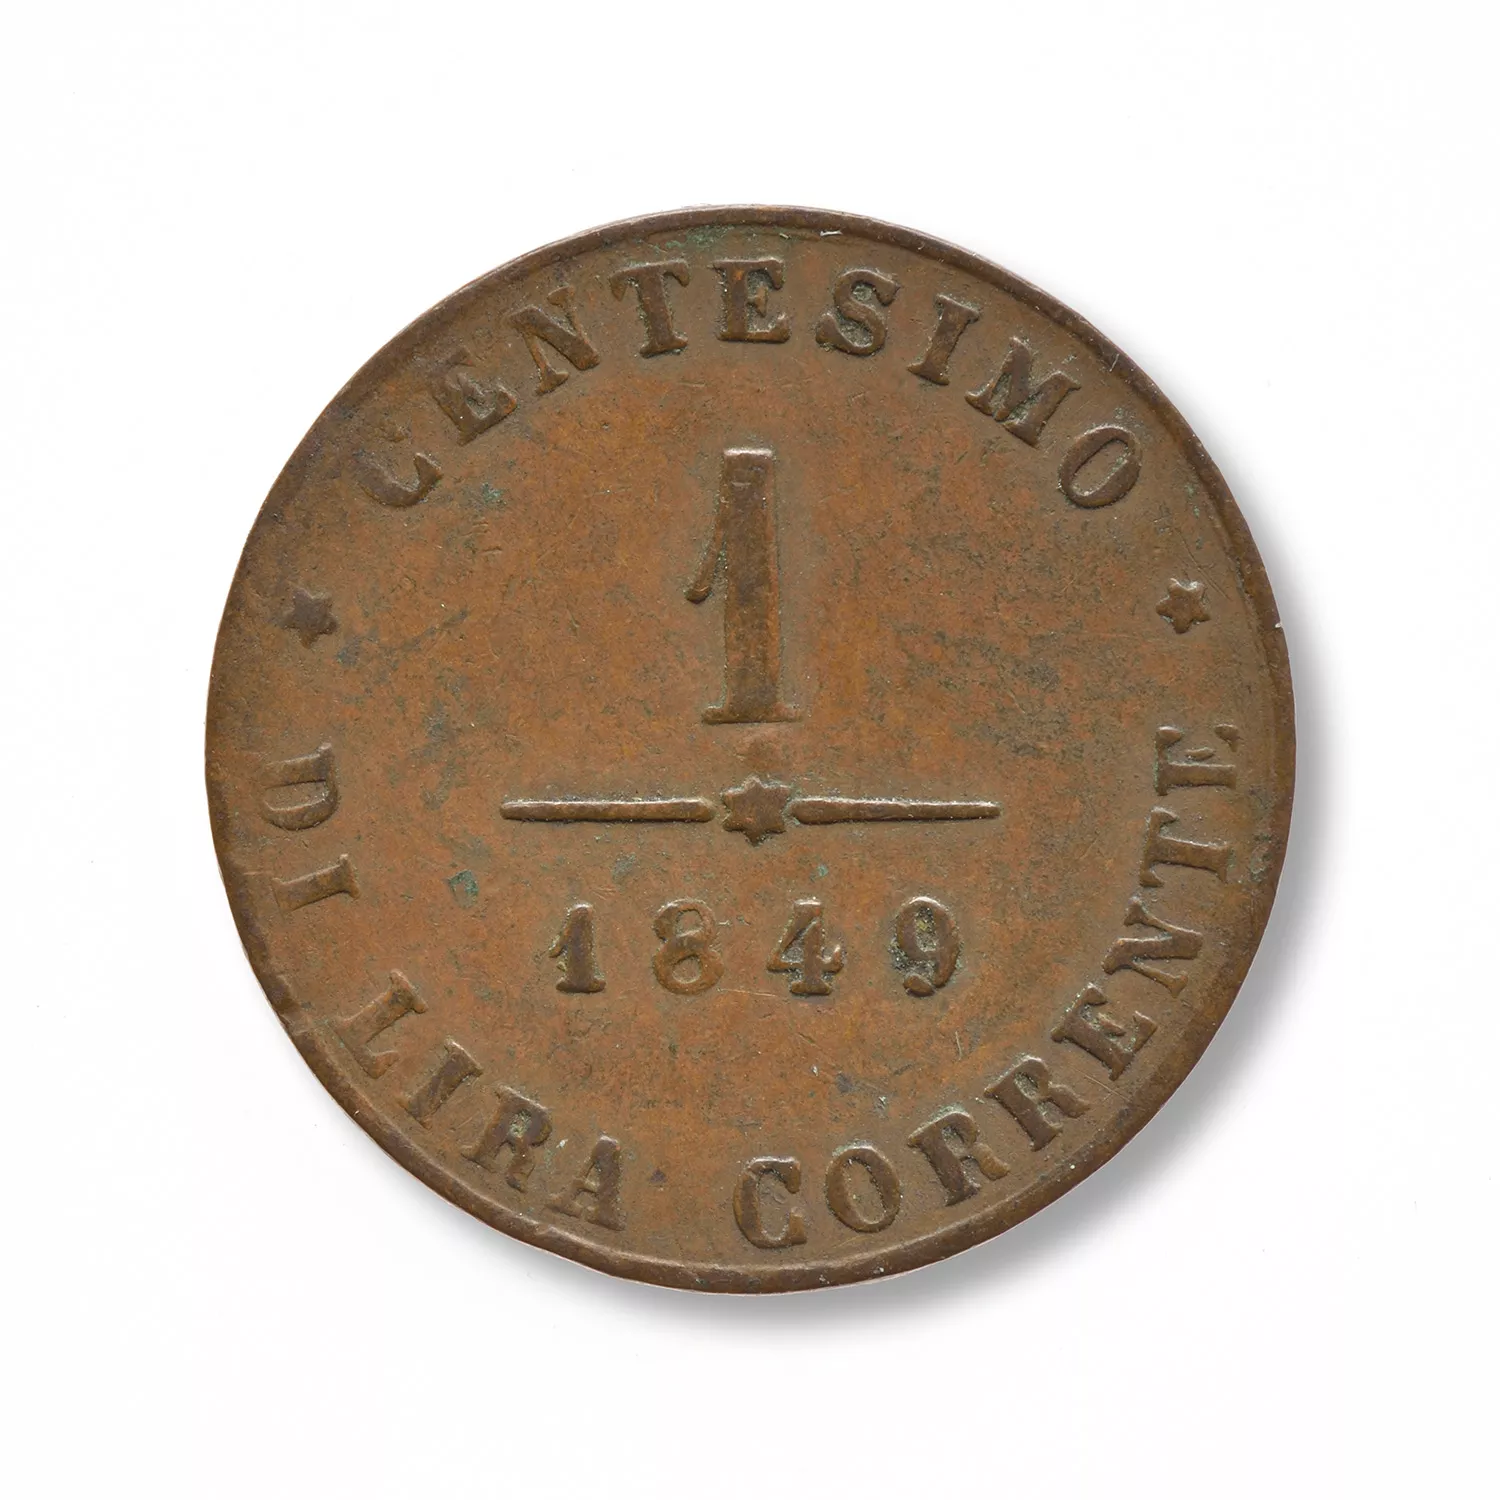 CENTESIMO
1
1849
DI LIRA CORRENTE